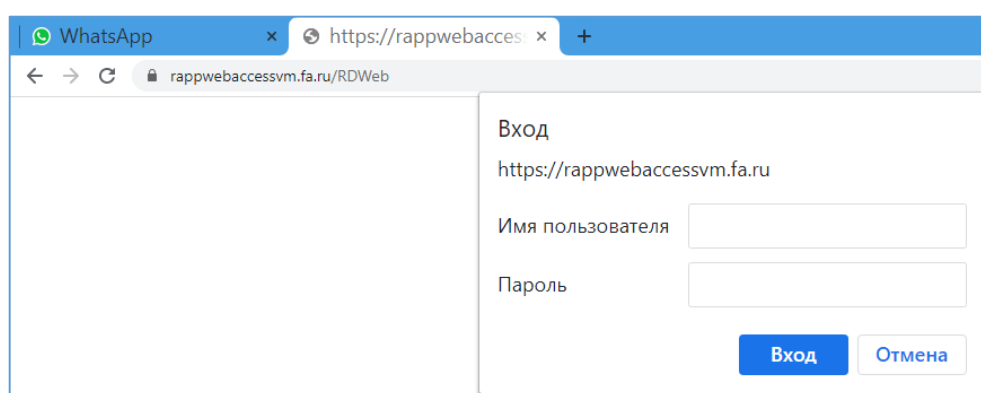 WhatsApp × https://rappwebacces × +
rappwebaccessvm.fa.ru/RDWeb
Вход
https://rappwebaccessvm.fa.ru
Имя пользователя
Пароль
Вход Отмена